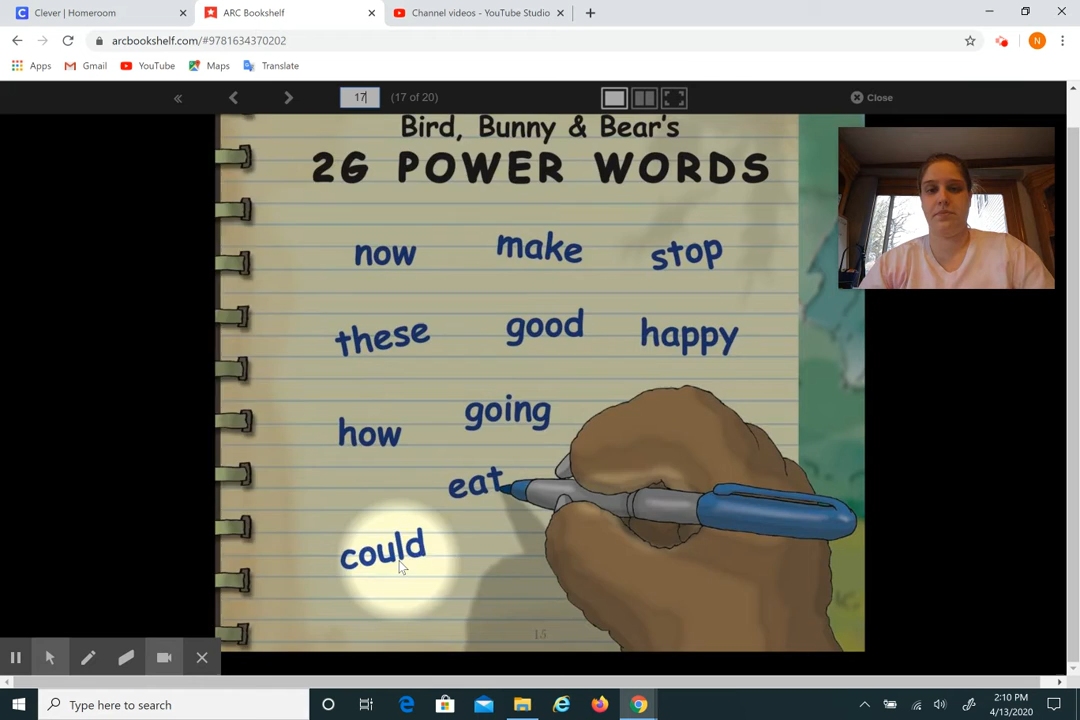 Clever | Homeroom
ARC Bookshelf
Channel videos - YouTube Studio
arcbookshelf.com/#9781634370202
N
Apps
Gmail
YouTube
Maps
Translate
17
(17 of 20)
Close
Bird, Bunny & Bear's
2G POWER WORDS
now make stop
these good happy
how going
eat
could
15
Type here to search
2:10 PM
4/13/2020